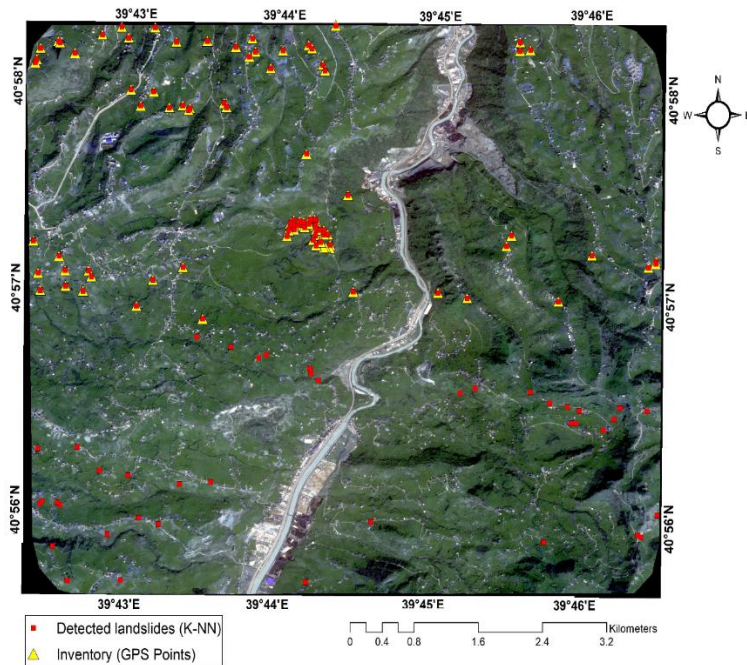 39°43'E 39°44'E 39°45'E 39°46'E
40°58'N
40°58'N
N
W E
S
40°57'N
40°57'N
40°56'N
40°56'N
39°43'E 39°44'E 39°45'E 39°46'E
Detected landslides (K-NN)
Inventory (GPS Points)
Kilometers
0 0.4 0.8 1.6 2.4 3.2